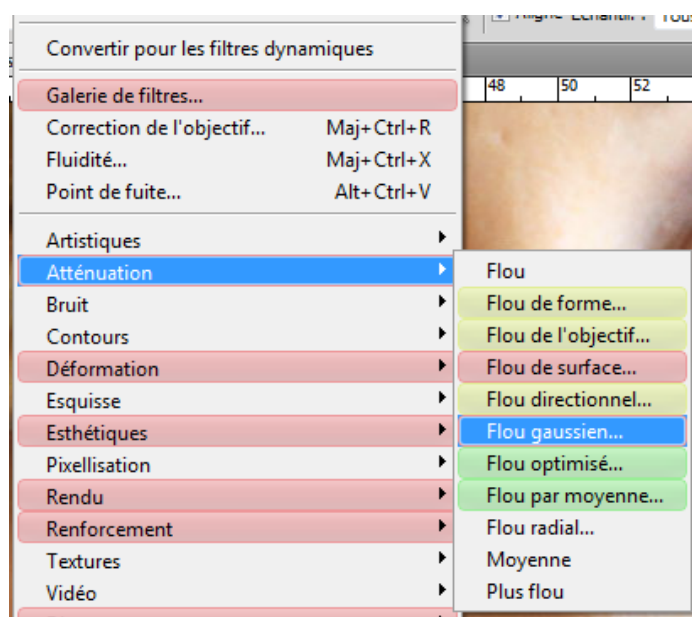 Convertir pour les filtres dynamiques
Galerie de filtres...
Correction de l'objectif... Maj+Ctrl+R
Fluidité... Maj+Ctrl+X
Point de fuite... Alt+Ctrl+V
Artistiques
Atténuation
Bruit
Contours
Déformation
Esquisse
Esthétiques
Pixellisation
Rendu
Renforcement
Textures
Vidéo
48 50 52
Flou
Flou de forme...
Flou de l'objectif...
Flou de surface...
Flou directionnel...
Flou gaussien...
Flou optimisé...
Flou par moyenne...
Flou radial...
Moyenne
Plus flou